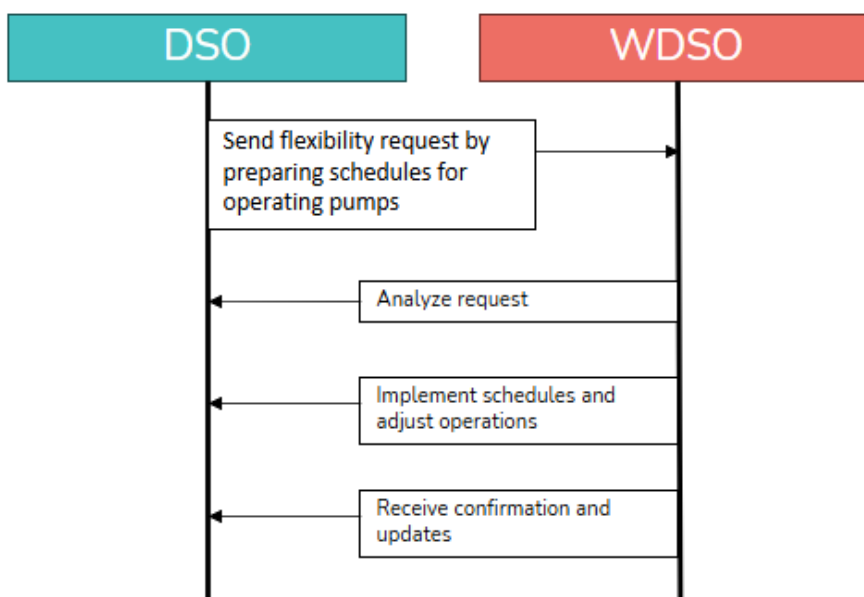 DSO
WDSO
Send flexibility request by
preparing schedules for
operating pumps
Analyze request
Implement schedules and
adjust operations
Receive confirmation and
updates